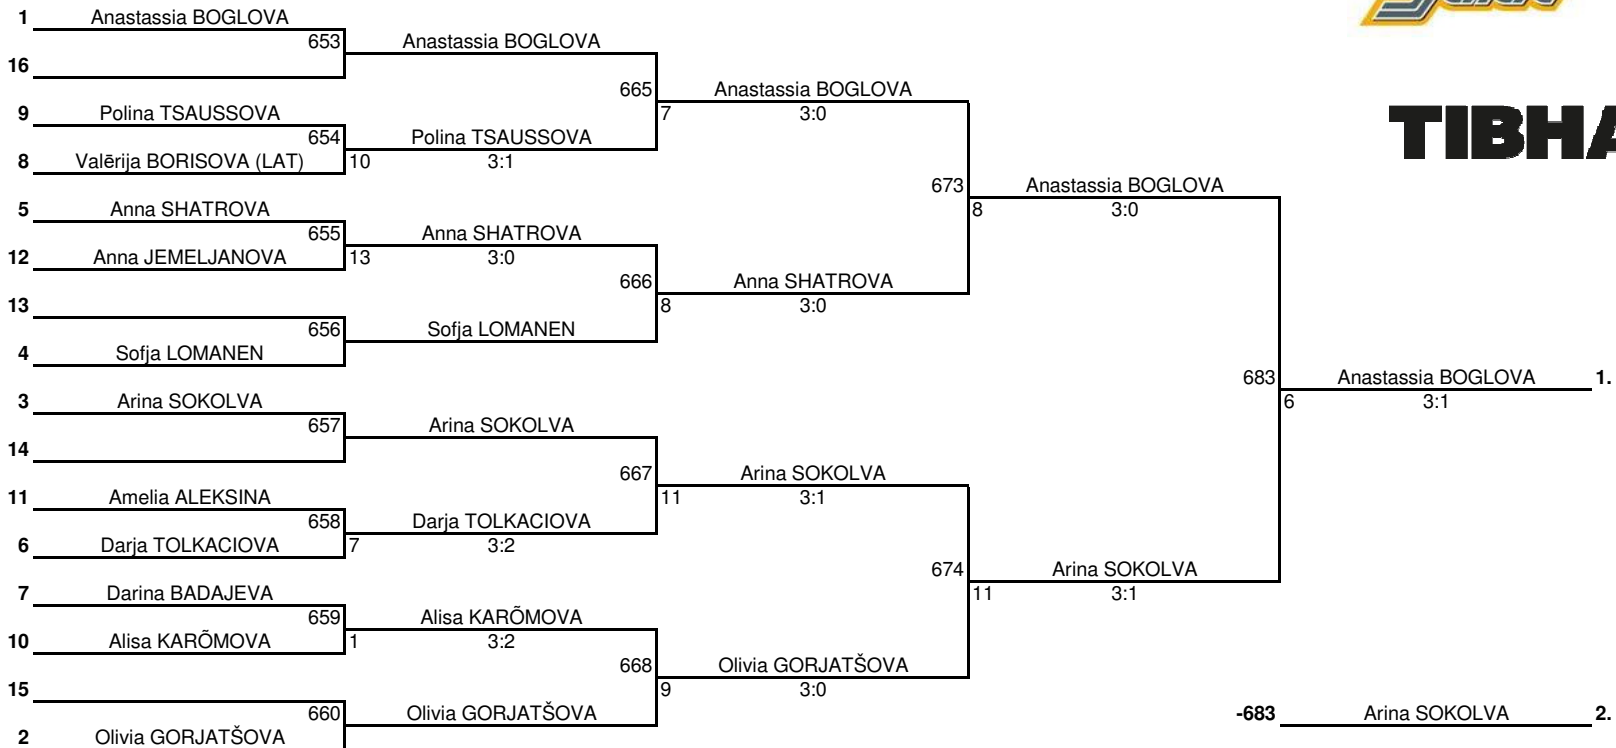 1 Anastassia BOGLOVA
653 Anastassia BOGLOVA
16
665 Anastassia BOGLOVA
9 Polina TSAUSSOVA
7 3:0
TIBHA
654 Polina TSAUSSOVA
8 Valērija BORISOVA (LAT) 10 3:1
673 Anastassia BOGLOVA
5 Anna SHATROVA
8 3:0
655 Anna SHATROVA
12 Anna JEMELJANOVA 13 3:0
666 Anna SHATROVA
13
8 3:0
656 Sofja LOMANEN
4 Sofja LOMANEN
683 Anastassia BOGLOVA 1.
3 Arina SOKOLVA
6 3:1
657 Arina SOKOLVA
14
667 Arina SOKOLVA
11 Amelia ALEKSINA
11 3:1
658 Darja TOLKACIOVA
6 Darja TOLKACIOVA 7 3:2
674 Arina SOKOLVA
7 Darina BADAJEVA
11 3:1
659 Alisa KARÕMOVA
10 Alisa KARÕMOVA 1 3:2
668 Olivia GORJATŠOVA
15
9 3:0
660 Olivia GORJATŠOVA
-683 Arina SOKOLVA 2.
2 Olivia GORJATŠOVA